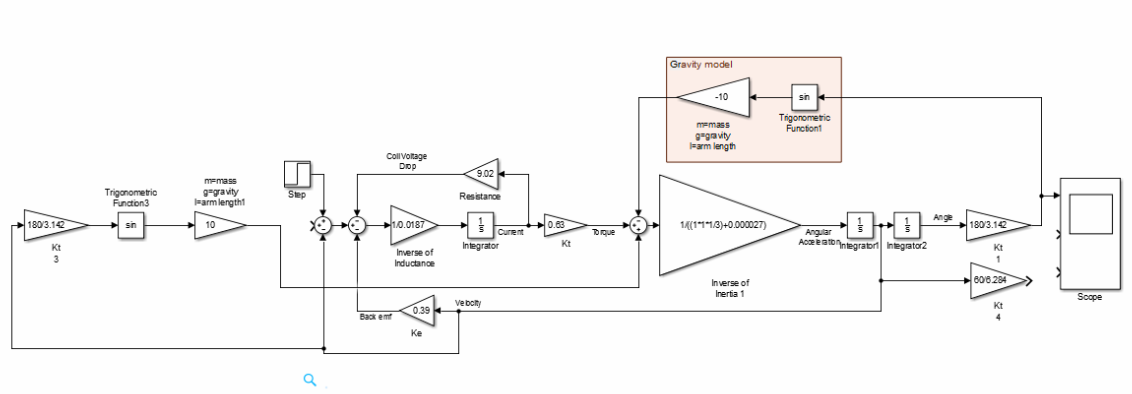 Gravity model
-10
sin
Trigonometric
Function1
m=mass
g=gravity
l=arm length
Coil Voltage
Drop
9.02
Resistance
Step
m=mass
g=gravity
l=arm length1
Trigonometric
Function3
180/3.142
Kt
3
sin
10
1/0.0187
Inverse of
Inductance
1
s
Integrator
Current
0.63
Kt
Torque
1/((1*1*1/3)+0.000027)
Inverse of
Inertia 1
Angular
Acceleration
1
s
Integrator1
1
s
Integrator2
Angle
180/3.142
Kt
1
60/6.284
Kt
4
Scope
Velocity
0.39
Back emf
Ke